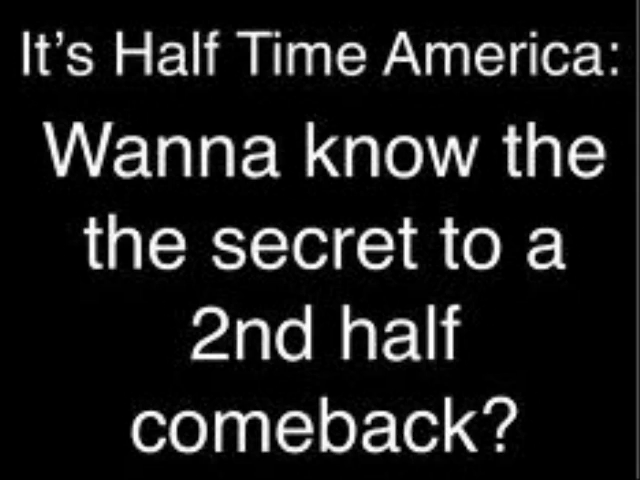 It's Half Time America:
Wanna know the
the secret to a
2nd half
comeback?